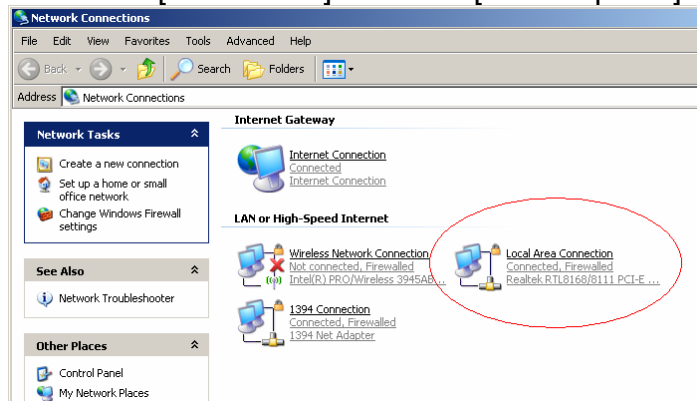 Network Connections
File Edit View Favorites Tools Advanced Help
Back Search Folders
Address Network Connections
Network Tasks
Create a new connection
Set up a home or small
office network
Change Windows Firewall
settings
See Also
Network Troubleshooter
Other Places
Control Panel
My Network Places
Internet Gateway
Internet Connection
Connected
Internet Connection
LAN or High-Speed Internet
Wireless Network Connection
Not connected, Firewalled
Intel(R) PRO/Wireless 3945AB...
Local Area Connection
Connected, Firewalled
Realtek RTL8168/8111 PCI-E ...
1394 Connection
Connected, Firewalled
1394 Net Adapter